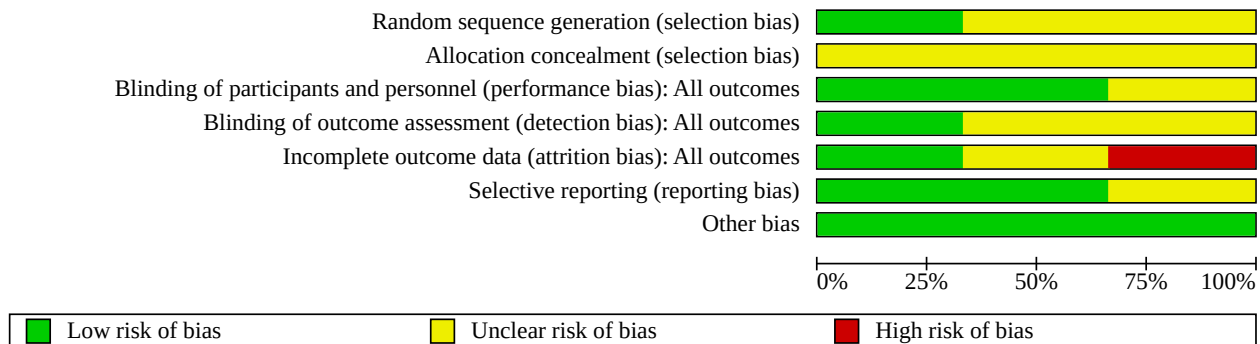 Random sequence generation (selection bias)
Allocation concealment (selection bias)
Blinding of participants and personnel (performance bias): All outcomes
Blinding of outcome assessment (detection bias): All outcomes
Incomplete outcome data (attrition bias): All outcomes
Selective reporting (reporting bias)
Other bias
0% 25% 50% 75% 100%
Low risk of bias Unclear risk of bias High risk of bias